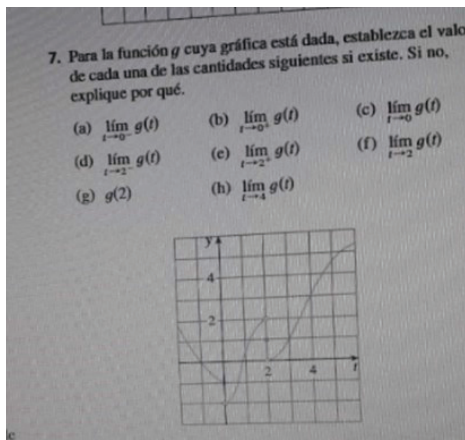 7. Para la función g cuya gráfica está dada, establezca el valo
de cada una de las cantidades siguientes si existe. Si no,
explique por qué.
(a) lím t→0⁻ g(t) (b) lím t→0⁺ g(t) (c) lím t→0 g(t)
(d) lím t→2⁻ g(t) (e) lím t→2⁺ g(t) (f) lím t→2 g(t)
(g) g(2) (h) lím t→4 g(t)
y
4
2
2 4 t